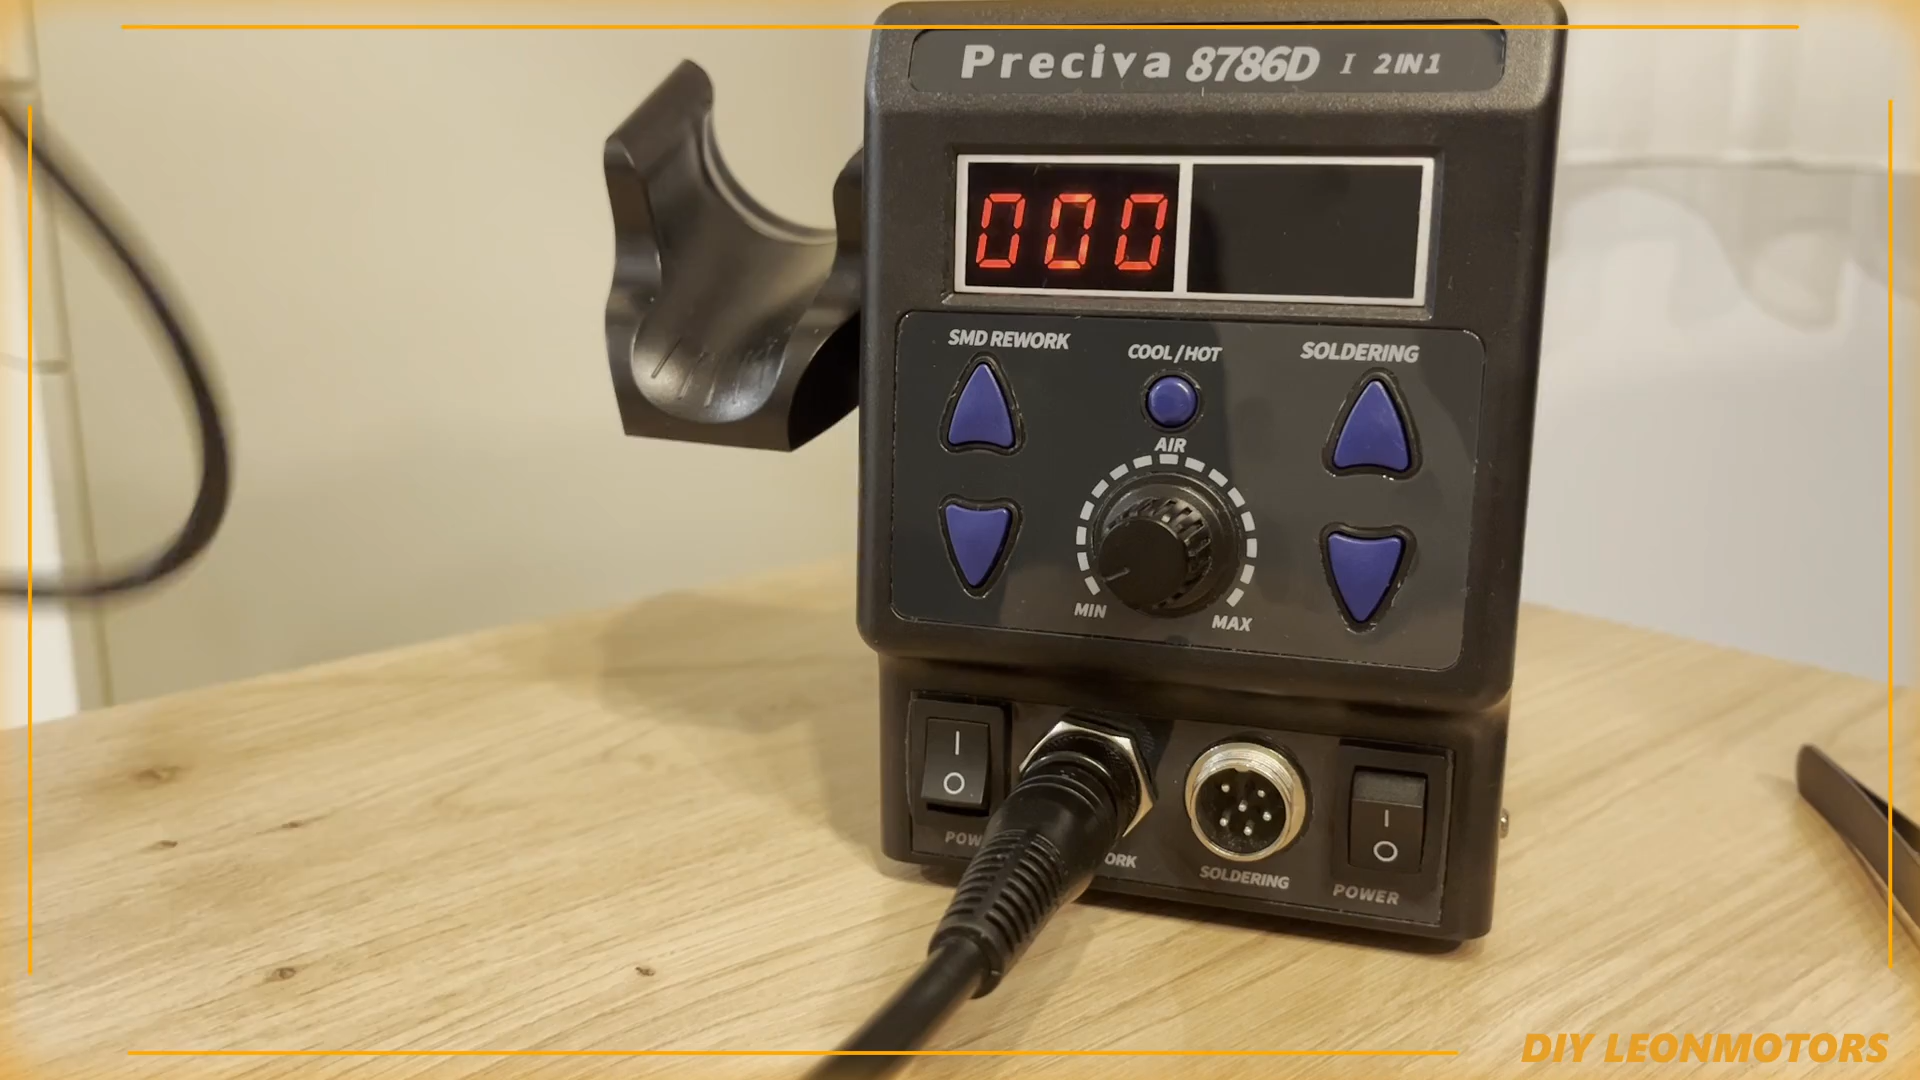 Preciva 8786D I 2IN1
000
SMD REWORK
COOL/HOT
SOLDERING
AIR
MIN
MAX
I
O
I
O
SOLDERING
POWER
DIY LEONMOTORS